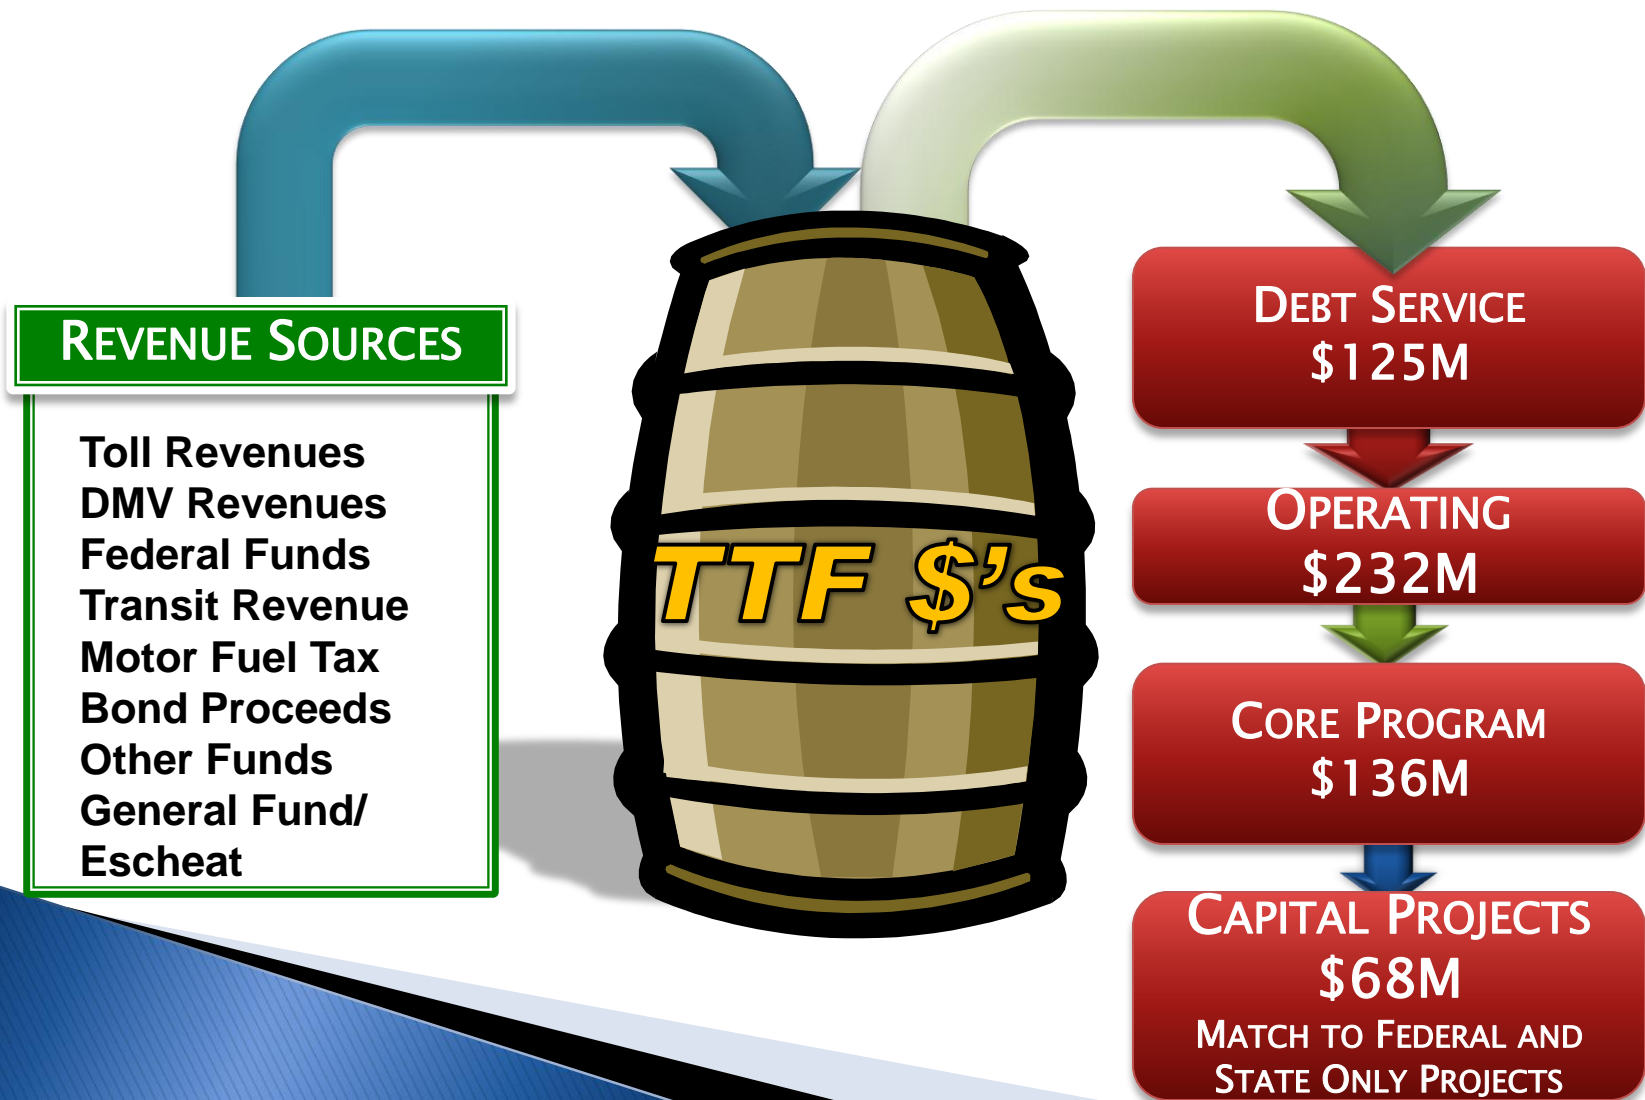 REVENUE SOURCES
Toll Revenues
DMV Revenues
Federal Funds
Transit Revenue
Motor Fuel Tax
Bond Proceeds
Other Funds
General Fund/
Escheat
TTF $’s
DEBT SERVICE
$125M
OPERATING
$232M
CORE PROGRAM
$136M
CAPITAL PROJECTS
$68M
MATCH TO FEDERAL AND
STATE ONLY PROJECTS